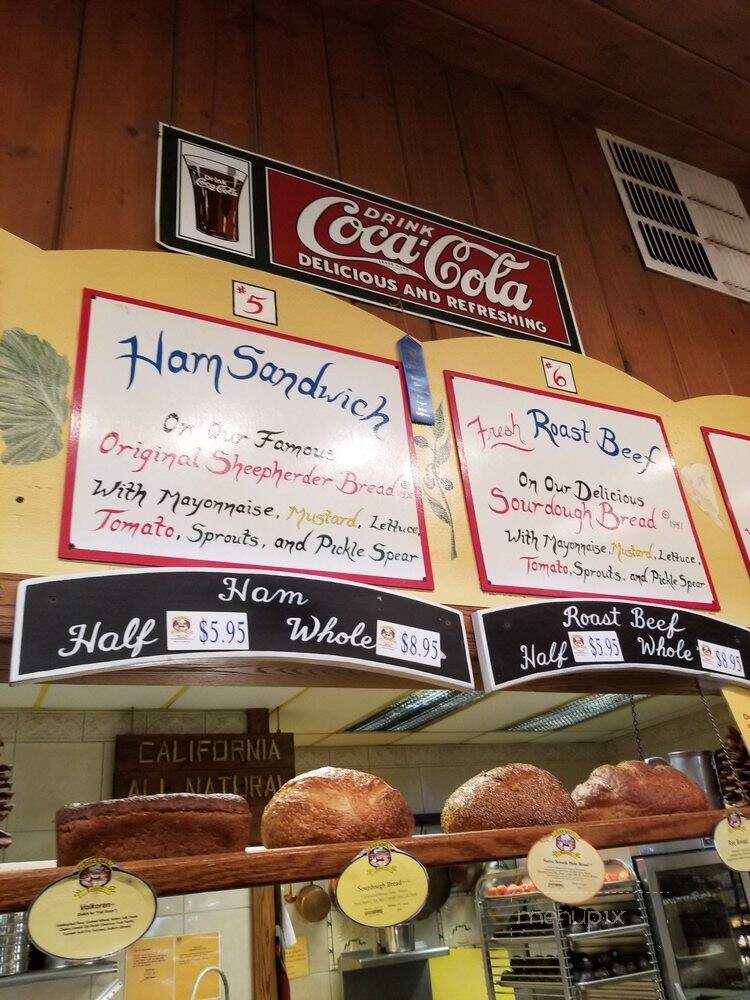 Drink
Coca-Cola
DRINK
Coca-Cola
DELICIOUS AND REFRESHING
#5
Ham Sandwich
On Our Famous
Original Sheepherder Bread ©
With Mayonnaise, Mustard, Lettuce,
Tomato, Sprouts, and Pickle Spear
#6
Fresh Roast Beef
On Our Delicious
Sourdough Bread ©
With Mayonnaise, Mustard, Lettuce,
Tomato, Sprouts, and Pickle Spear
Ham
Half $5.95 Whole $8.95
Roast Beef
Half $5.95 Whole $8.95
CALIFORNIA
ALL NATURAL
Volkoren
Sourdough Bread
Rye Bread
menupix